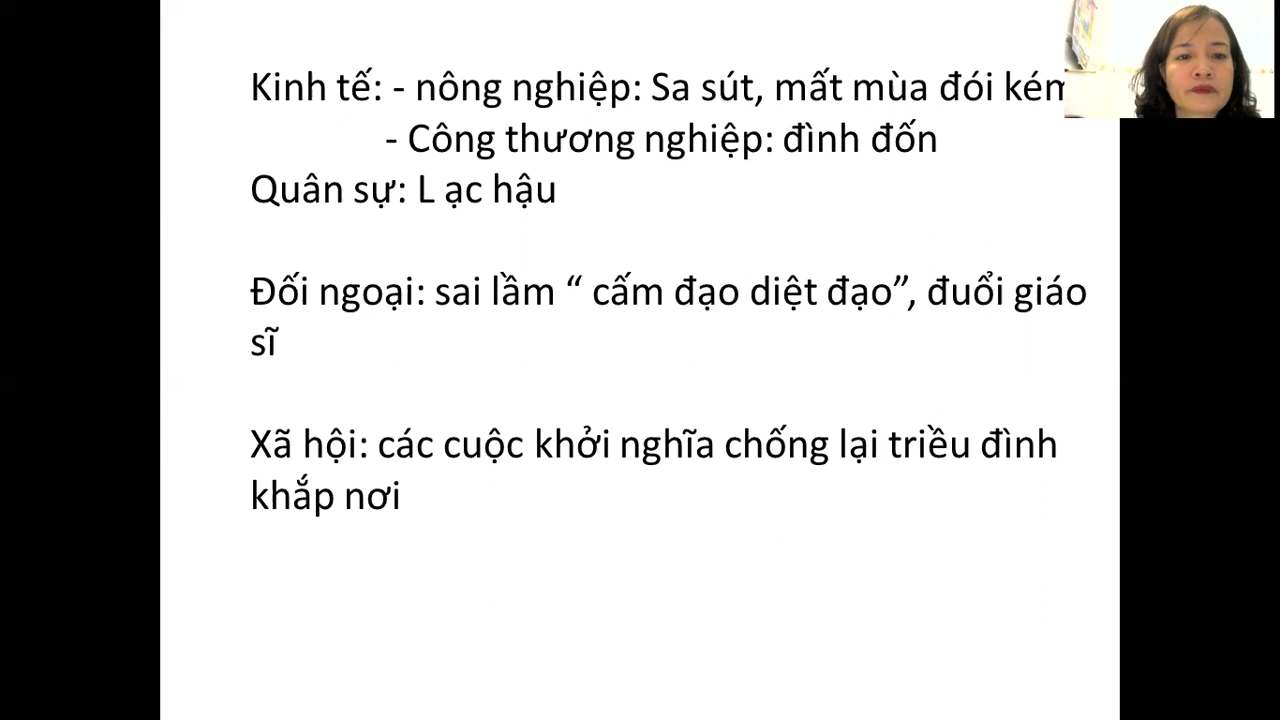 Kinh tế: - nông nghiệp: Sa sút, mất mùa đói kém
- Công thương nghiệp: đình đốn
Quân sự: L ạc hậu
Đối ngoại: sai lầm “ cấm đạo diệt đạo”, đuổi giáo
sĩ
Xã hội: các cuộc khởi nghĩa chống lại triều đình
khắp nơi